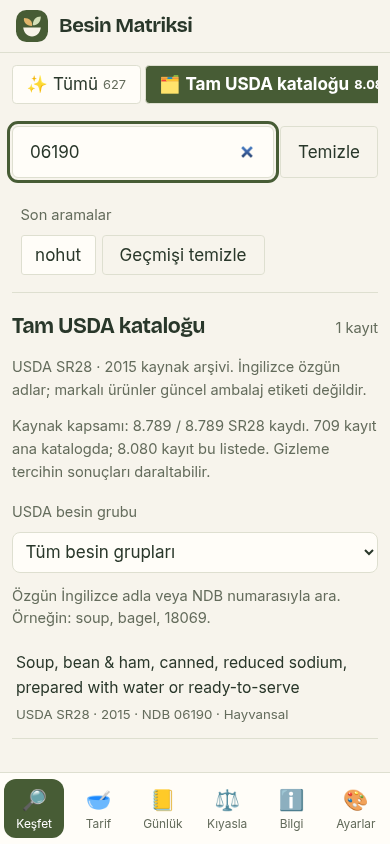 Besin Matriksi
Tümü 627
Tam USDA kataloğu 8.08
06190
Temizle
Son aramalar
nohut
Geçmişi temizle
Tam USDA kataloğu
1 kayıt
USDA SR28 · 2015 kaynak arşivi. İngilizce özgün
adlar; markalı ürünler güncel ambalaj etiketi değildir.
Kaynak kapsamı: 8.789 / 8.789 SR28 kaydı. 709 kayıt
ana katalogda; 8.080 kayıt bu listede. Gizleme
tercihin sonuçları daraltabilir.
USDA besin grubu
Tüm besin grupları
Özgün İngilizce adla veya NDB numarasıyla ara.
Örneğin: soup, bagel, 18069.
Soup, bean & ham, canned, reduced sodium,
prepared with water or ready-to-serve
USDA SR28 · 2015 · NDB 06190 · Hayvansal
Keşfet
Tarif
Günlük
Kıyasla
Bilgi
Ayarlar